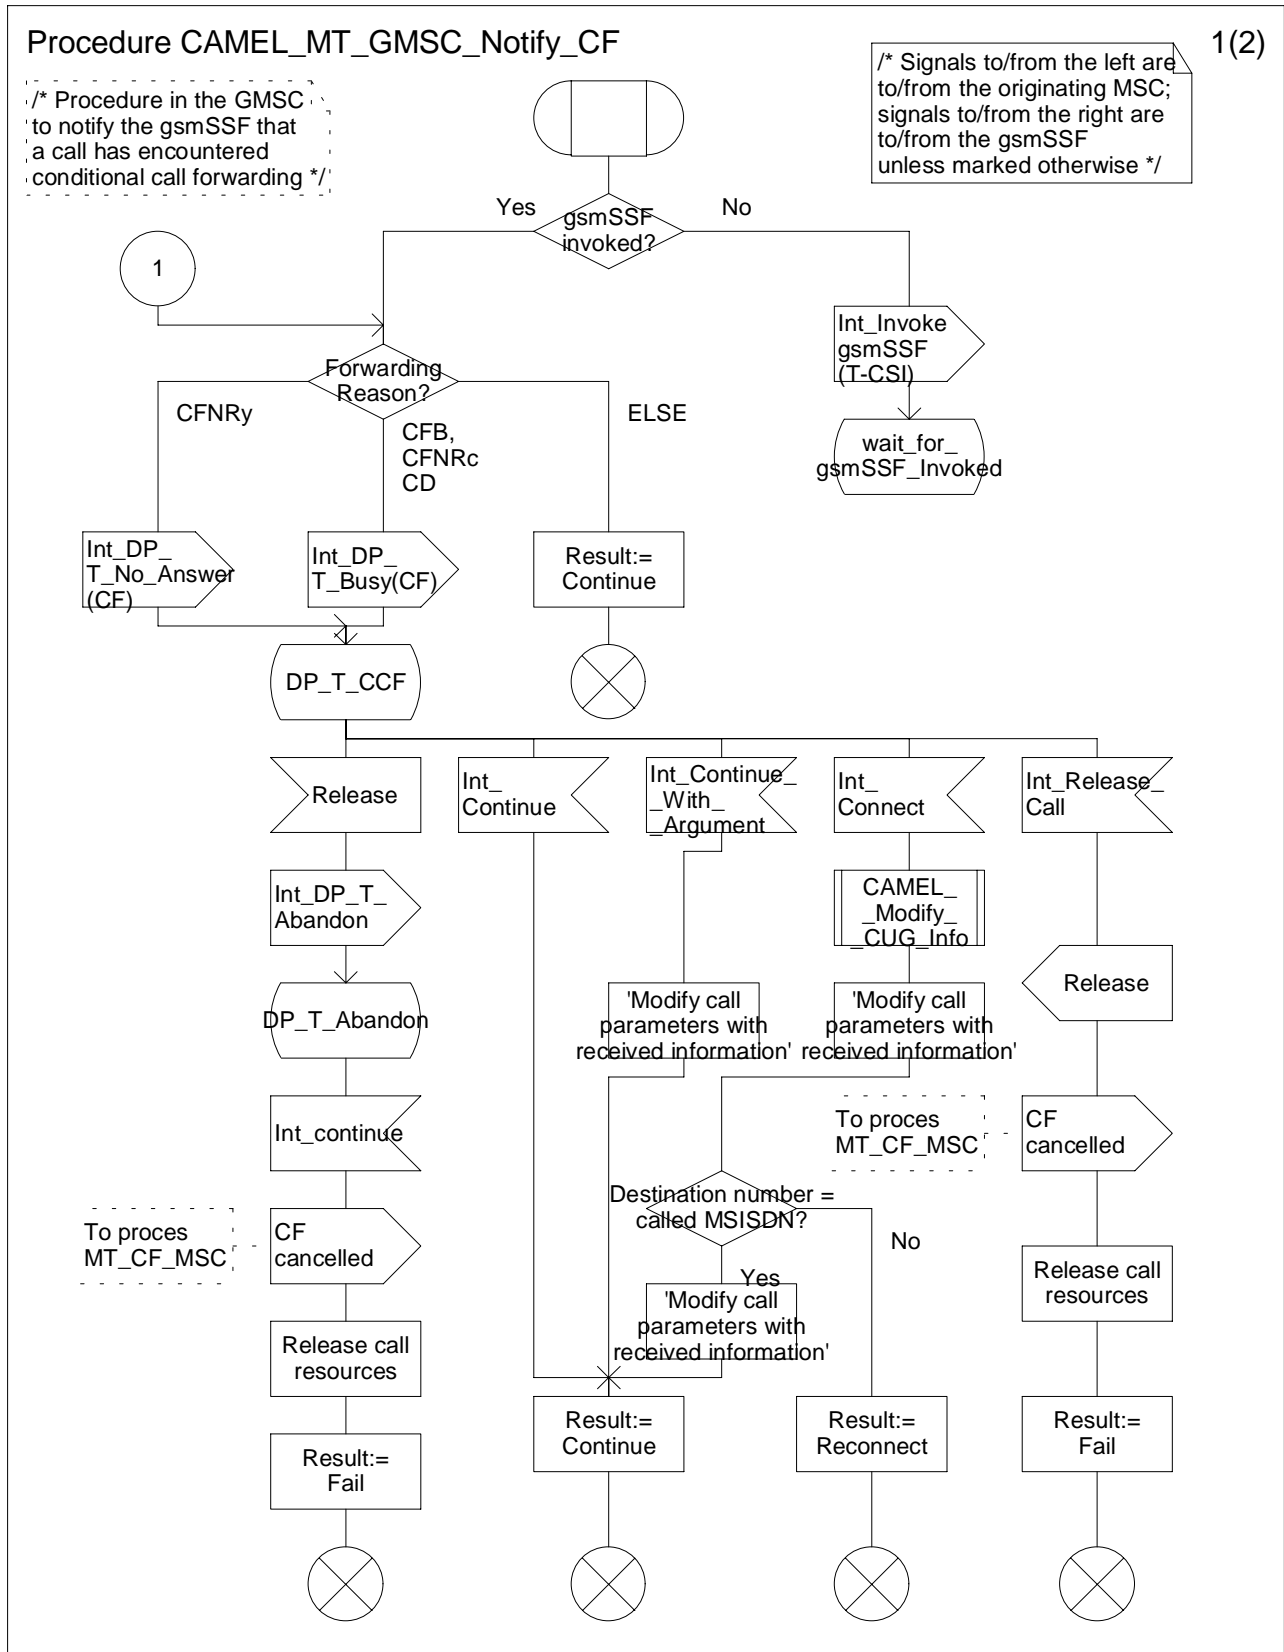 Procedure CAMEL_MT_GMSC_Notify_CF
1(2)
/* Procedure in the GMSC
to notify the gsmSSF that
a call has encountered
conditional call forwarding */
/* Signals to/from the left are
to/from the originating MSC;
signals to/from the right are
to/from the gsmSSF
unless marked otherwise */
Yes
gsmSSF
invoked?
No
1
Int_Invoke
gsmSSF
(T-CSI)
Forwarding
Reason?
CFNRy
CFB,
CFNRc
CD
ELSE
wait_for_
gsmSSF_Invoked
Int_DP_
T_No_Answer
(CF)
Int_DP_
T_Busy(CF)
Result:=
Continue
DP_T_CCF
Release
Int_
Continue
Int_Continue_
_With_
_Argument
Int_
Connect
Int_Release_
Call
Int_DP_T_
Abandon
CAMEL_
_Modify_
_CUG_Info
DP_T_Abandon
'Modify call
parameters with
received information'
'Modify call
parameters with
received information'
Release
Int_continue
To proces
MT_CF_MSC
CF
cancelled
To proces
MT_CF_MSC
CF
cancelled
Destination number =
called MSISDN?
No
Yes
'Modify call
parameters with
received information'
Release call
resources
Release call
resources
Result:=
Fail
Result:=
Continue
Result:=
Reconnect
Result:=
Fail